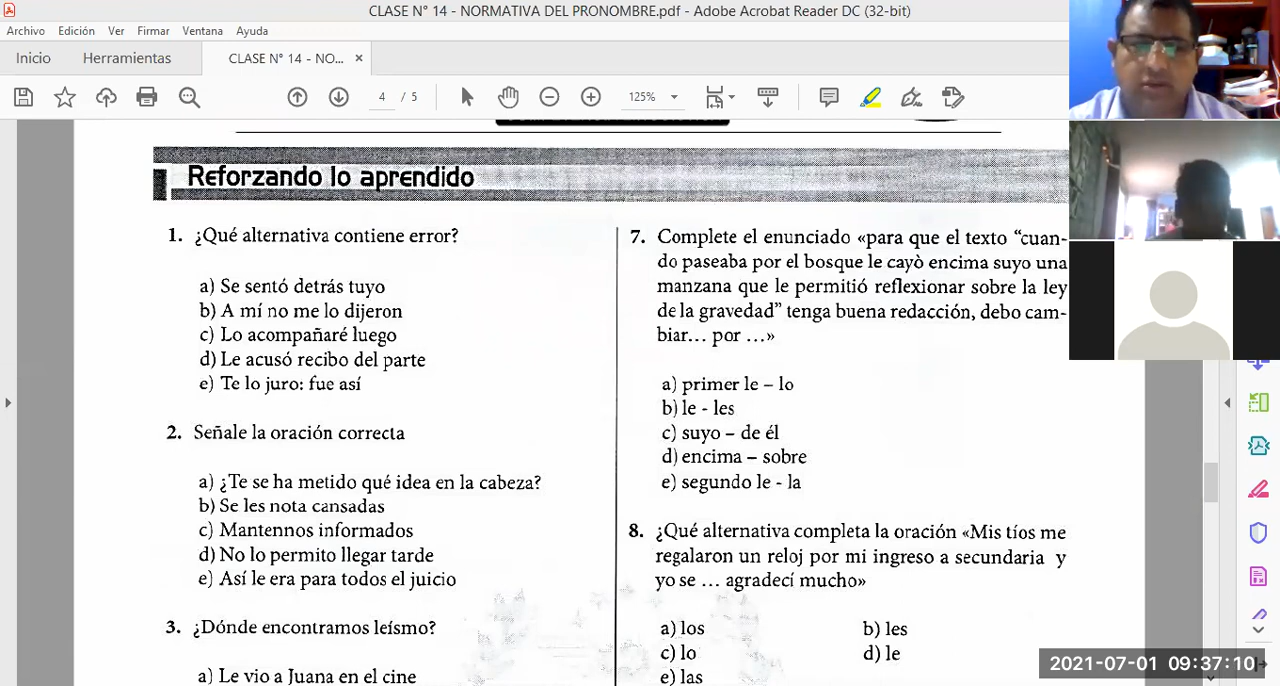 CLASE N° 14 - NORMATIVA DEL PRONOMBRE.pdf - Adobe Acrobat Reader DC (32-bit)
Archivo Edición Ver Firmar Ventana Ayuda
Inicio Herramientas CLASE N° 14 - NO... ×
4 / 5 125%
Reforzando lo aprendido
1. ¿Qué alternativa contiene error?
a) Se sentó detrás tuyo
b) A mí no me lo dijeron
c) Lo acompañaré luego
d) Le acusó recibo del parte
e) Te lo juro: fue así
2. Señale la oración correcta
a) ¿Te se ha metido qué idea en la cabeza?
b) Se les nota cansadas
c) Mantennos informados
d) No lo permito llegar tarde
e) Así le era para todos el juicio
3. ¿Dónde encontramos leísmo?
a) Le vio a Juana en el cine
7. Complete el enunciado «para que el texto “cuan-
do paseaba por el bosque le cayò encima suyo una
manzana que le permitió reflexionar sobre la ley
de la gravedad” tenga buena redacción, debo cam-
biar... por ...»
a) primer le – lo
b) le - les
c) suyo – de él
d) encima – sobre
e) segundo le - la
8. ¿Qué alternativa completa la oración «Mis tíos me
regalaron un reloj por mi ingreso a secundaria y
yo se ... agradecí mucho»
a) los b) les
c) lo d) le
e) las
2021-07-01 09:37:10